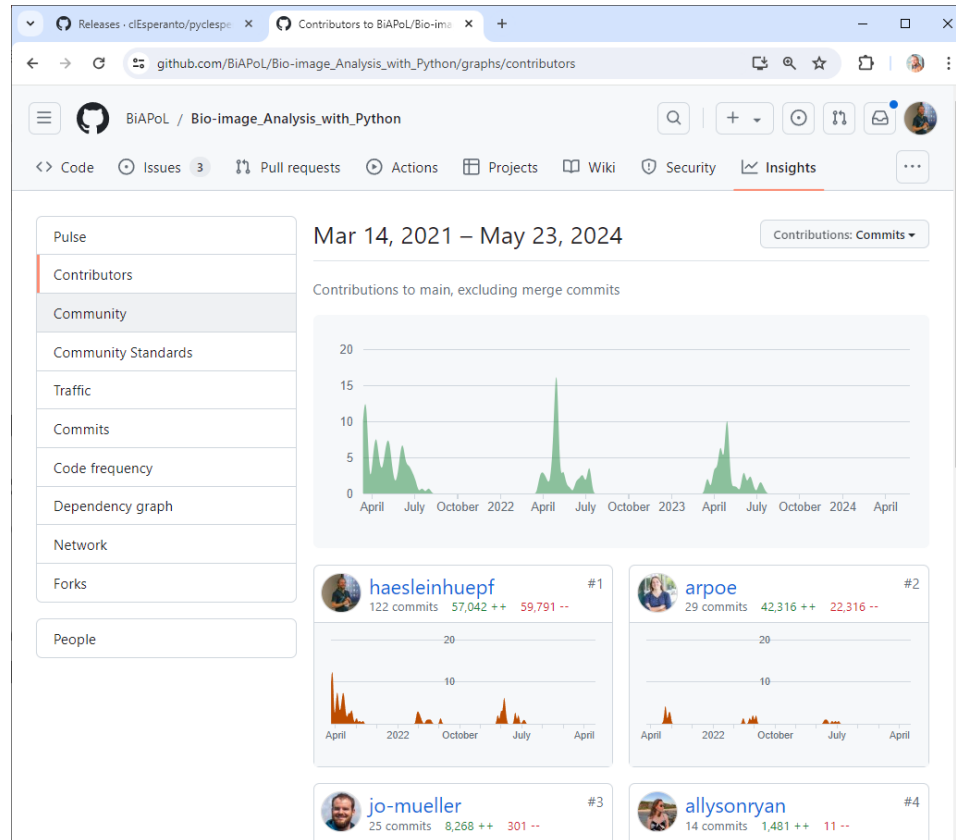 Releases · clEsperanto/pyclespe
Contributors to BiAPoL/Bio-ima
github.com/BiAPoL/Bio-image_Analysis_with_Python/graphs/contributors
BiAPoL / Bio-image_Analysis_with_Python
<> Code Issues 3 Pull requests Actions Projects Wiki Security Insights ...
Pulse
Contributors
Community
Community Standards
Traffic
Commits
Code frequency
Dependency graph
Network
Forks
People
Mar 14, 2021 – May 23, 2024
Contributions: Commits
Contributions to main, excluding merge commits
20
15
10
5
0
April July October 2022 April July October 2023 April July October 2024 April
haesleinhuepf #1
122 commits 57,042 ++ 59,791 --
20
10
April 2022 October July April
arpoe #2
29 commits 42,316 ++ 22,316 --
20
10
April 2022 October July April
jo-mueller #3
25 commits 8,268 ++ 301 --
allysonryan #4
14 commits 1,481 ++ 11 --